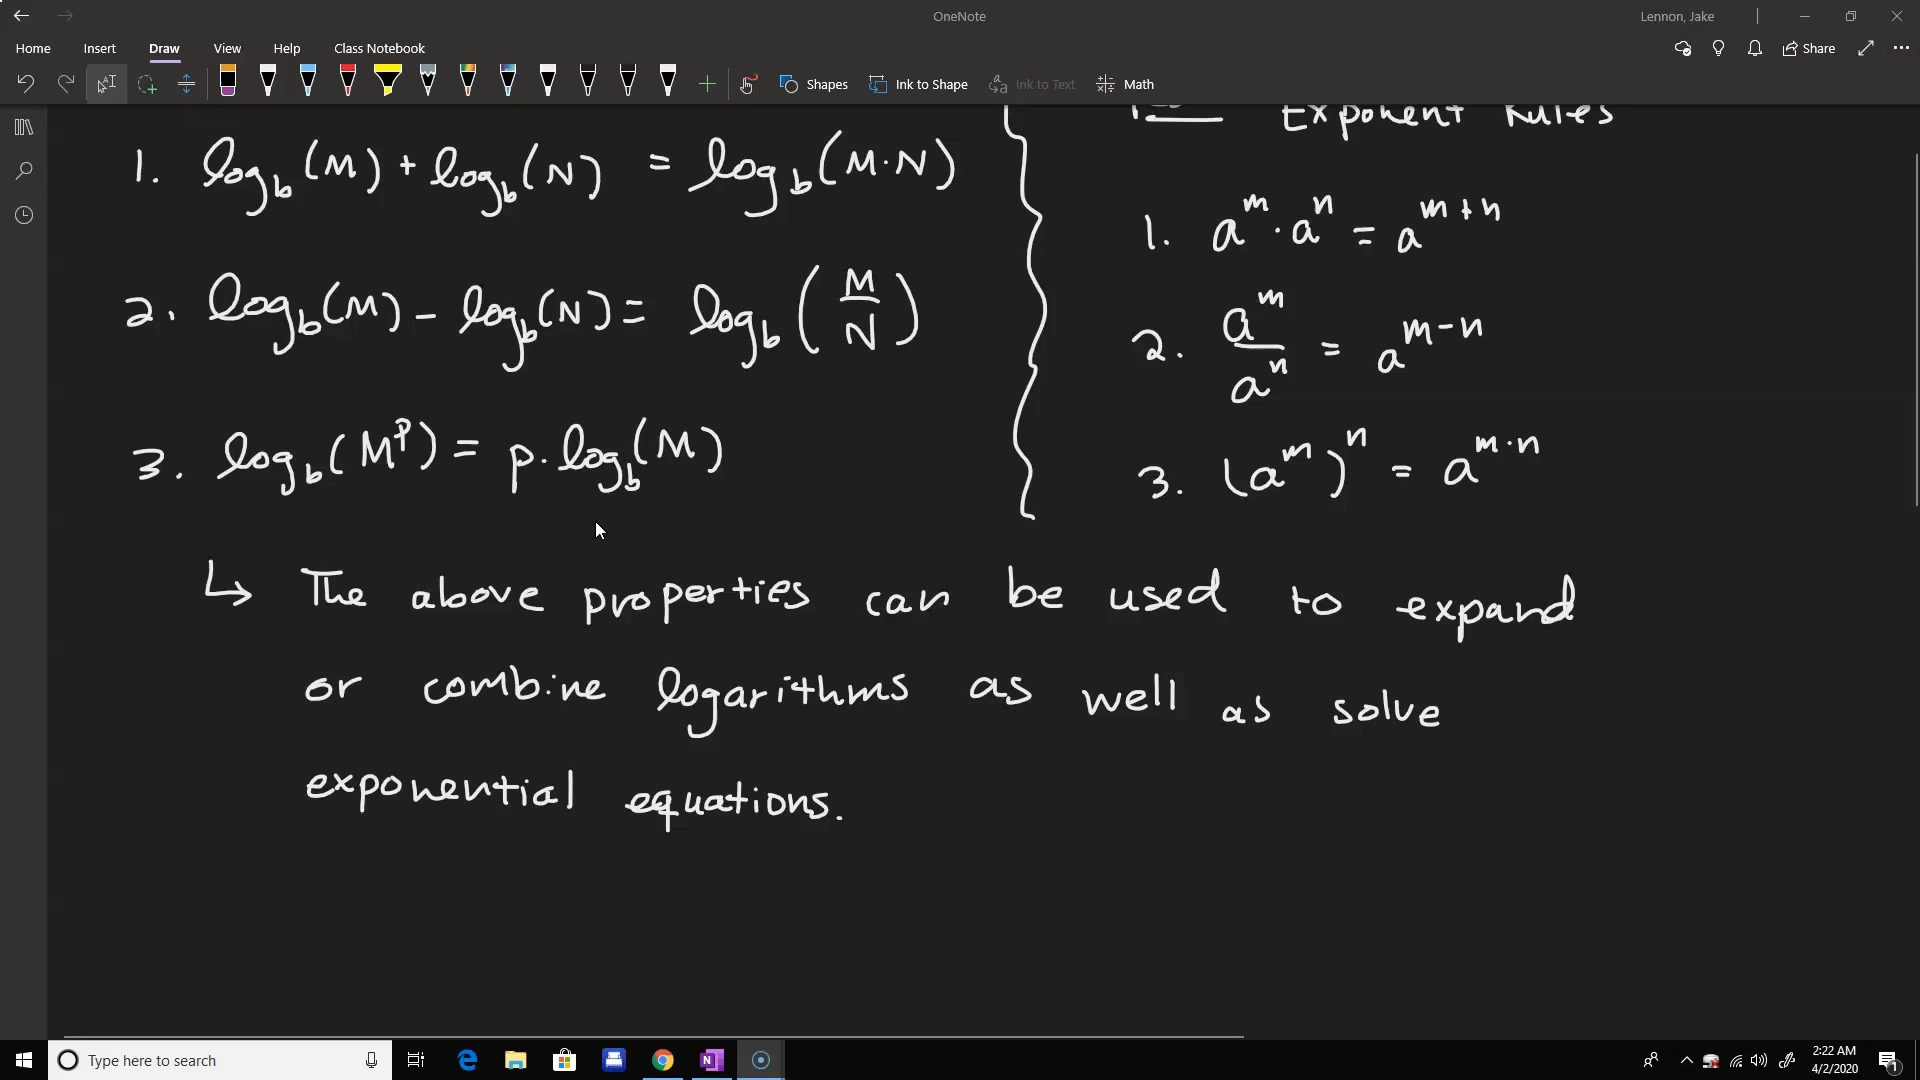 OneNote
Lennon, Jake
Home Insert Draw View Help Class Notebook
Share
Shapes Ink to Shape Ink to Text Math
Exponent Rules
1. log_b(M) + log_b(N) = log_b(M·N)
2. log_b(M) - log_b(N) = log_b(M/N)
3. log_b(M^p) = p·log_b(M)
1. a^m · a^n = a^(m+n)
2. a^m/a^n = a^(m-n)
3. (a^m)^n = a^(m·n)
↳ The above properties can be used to expand
or combine logarithms as well as solve
exponential equations.
Type here to search
2:22 AM
4/2/2020
1